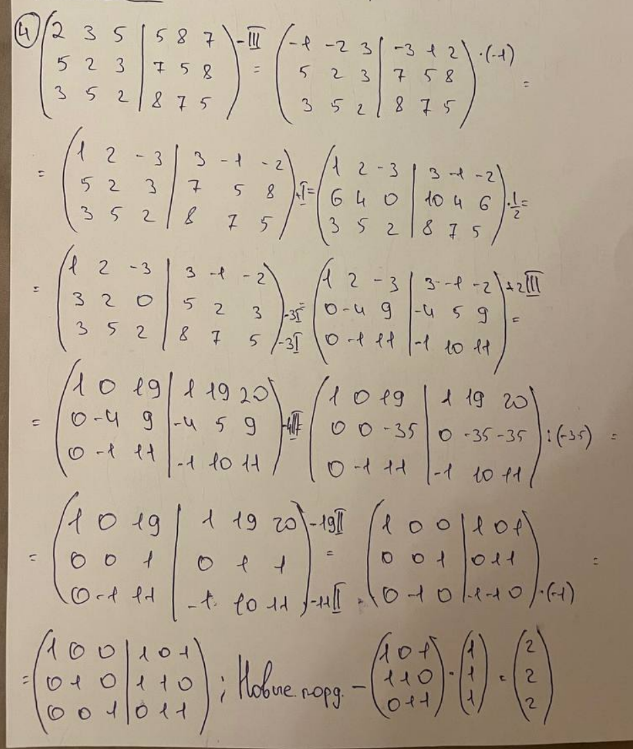 4) ( 2 3 5 | 5 8 7 ) -III ( -1 -2 3 | -3 1 2 ) ·(-1)
( 5 2 3 | 7 5 8 ) = ( 5 2 3 | 7 5 8 )
( 3 5 2 | 8 7 5 ) ( 3 5 2 | 8 7 5 ) =
( 1 2 -3 | 3 -1 -2 ) ( 1 2 -3 | 3 -1 -2 )
= ( 5 2 3 | 7 5 8 ) +I = ( 6 4 0 | 10 4 6 ) ·1/2 =
( 3 5 2 | 8 7 5 ) ( 3 5 2 | 8 7 5 )
( 1 2 -3 | 3 -1 -2 ) ( 1 2 -3 | 3 -1 -2 ) +2III
= ( 3 2 0 | 5 2 3 ) -3I = ( 0 -4 9 | -4 5 9 ) =
( 3 5 2 | 8 7 5 ) -3I ( 0 -1 11 | -1 10 11 )
( 1 0 19 | 1 19 20 ) ( 1 0 19 | 1 19 20 )
= ( 0 -4 9 | -4 5 9 ) -4III ( 0 0 -35 | 0 -35 -35 ) :(-35) =
( 0 -1 11 | -1 10 11 ) ( 0 -1 11 | -1 10 11 )
( 1 0 19 | 1 19 20 ) -19II ( 1 0 0 | 1 0 1 )
= ( 0 0 1 | 0 1 1 ) = ( 0 0 1 | 0 1 1 ) =
( 0 -1 11 | -1 10 11 ) -11II ( 0 -1 0 | -1 -1 0 ) ·(-1)
( 1 0 0 | 1 0 1 ) ( 1 0 1 ) ( 1 ) ( 2 )
= ( 0 1 0 | 1 1 0 ) ; Новые коорд. - ( 1 1 0 ) · ( 1 ) = ( 2 )
( 0 0 1 | 0 1 1 ) ( 0 1 1 ) ( 1 ) ( 2 )